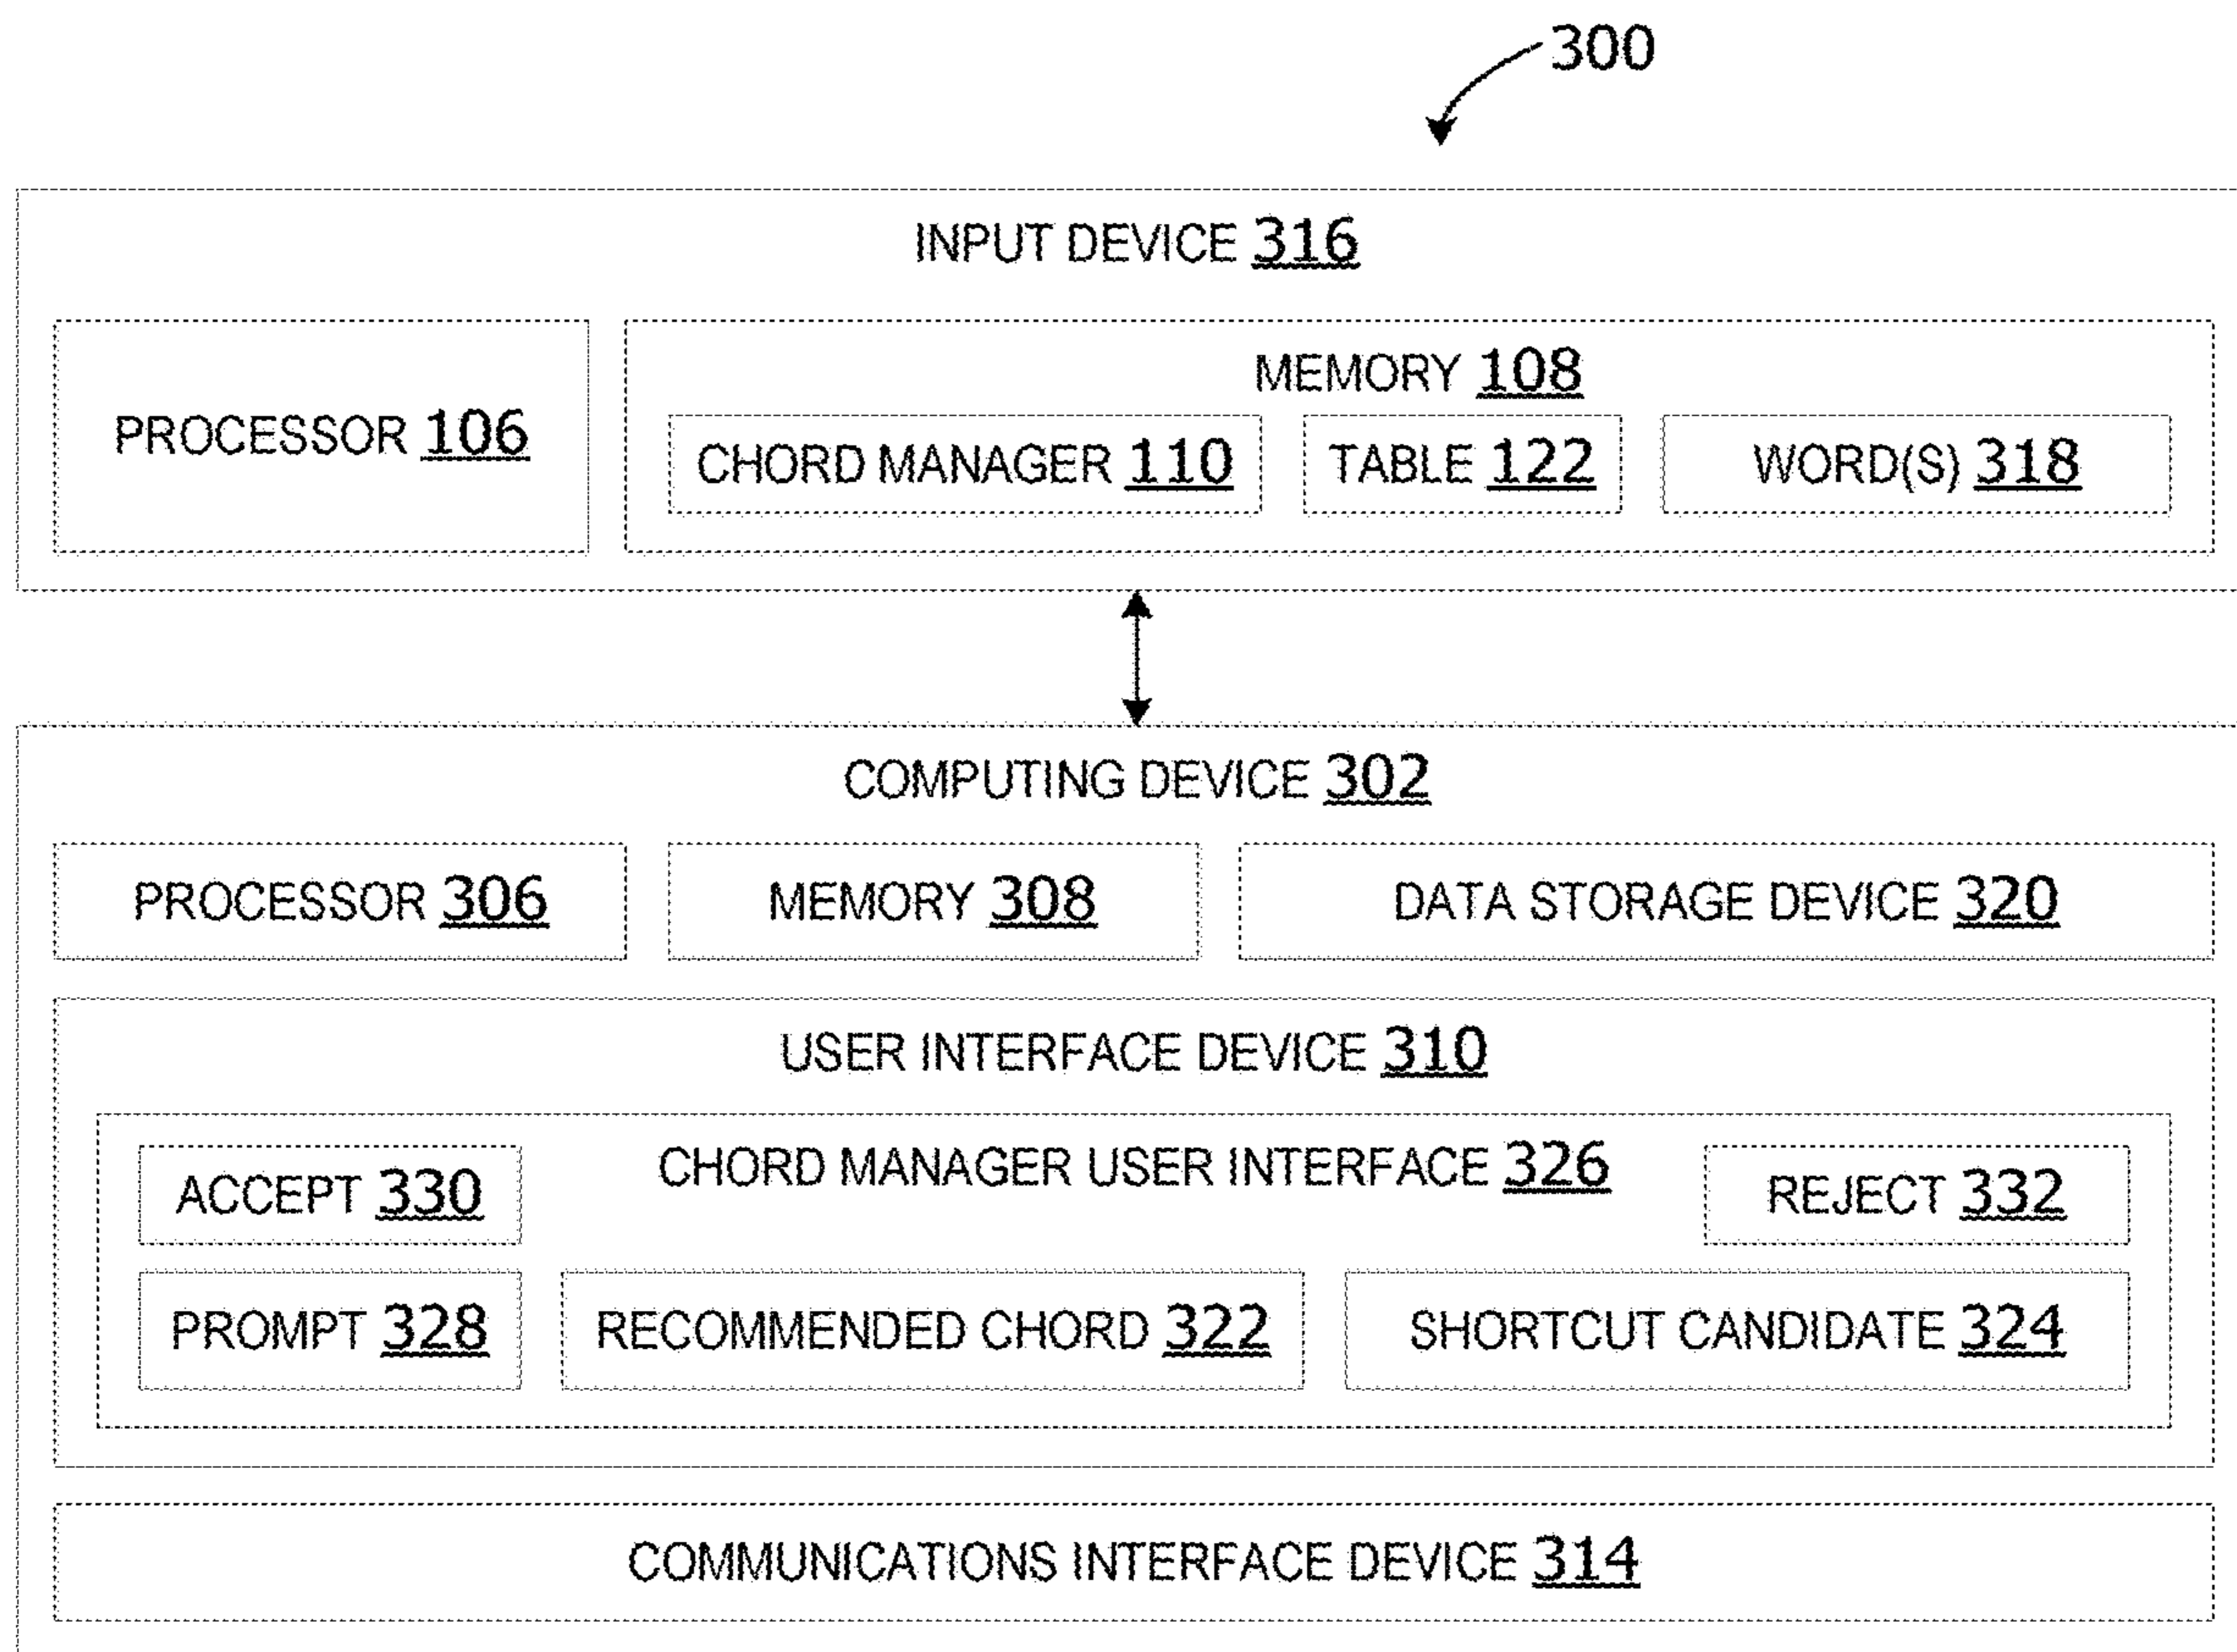 300
INPUT DEVICE 316
MEMORY 108
PROCESSOR 106
CHORD MANAGER 110
TABLE 122
WORD(S) 318
COMPUTING DEVICE 302
PROCESSOR 306
MEMORY 308
DATA STORAGE DEVICE 320
USER INTERFACE DEVICE 310
ACCEPT 330
CHORD MANAGER USER INTERFACE 326
REJECT 332
PROMPT 328
RECOMMENDED CHORD 322
SHORTCUT CANDIDATE 324
COMMUNICATIONS INTERFACE DEVICE 314